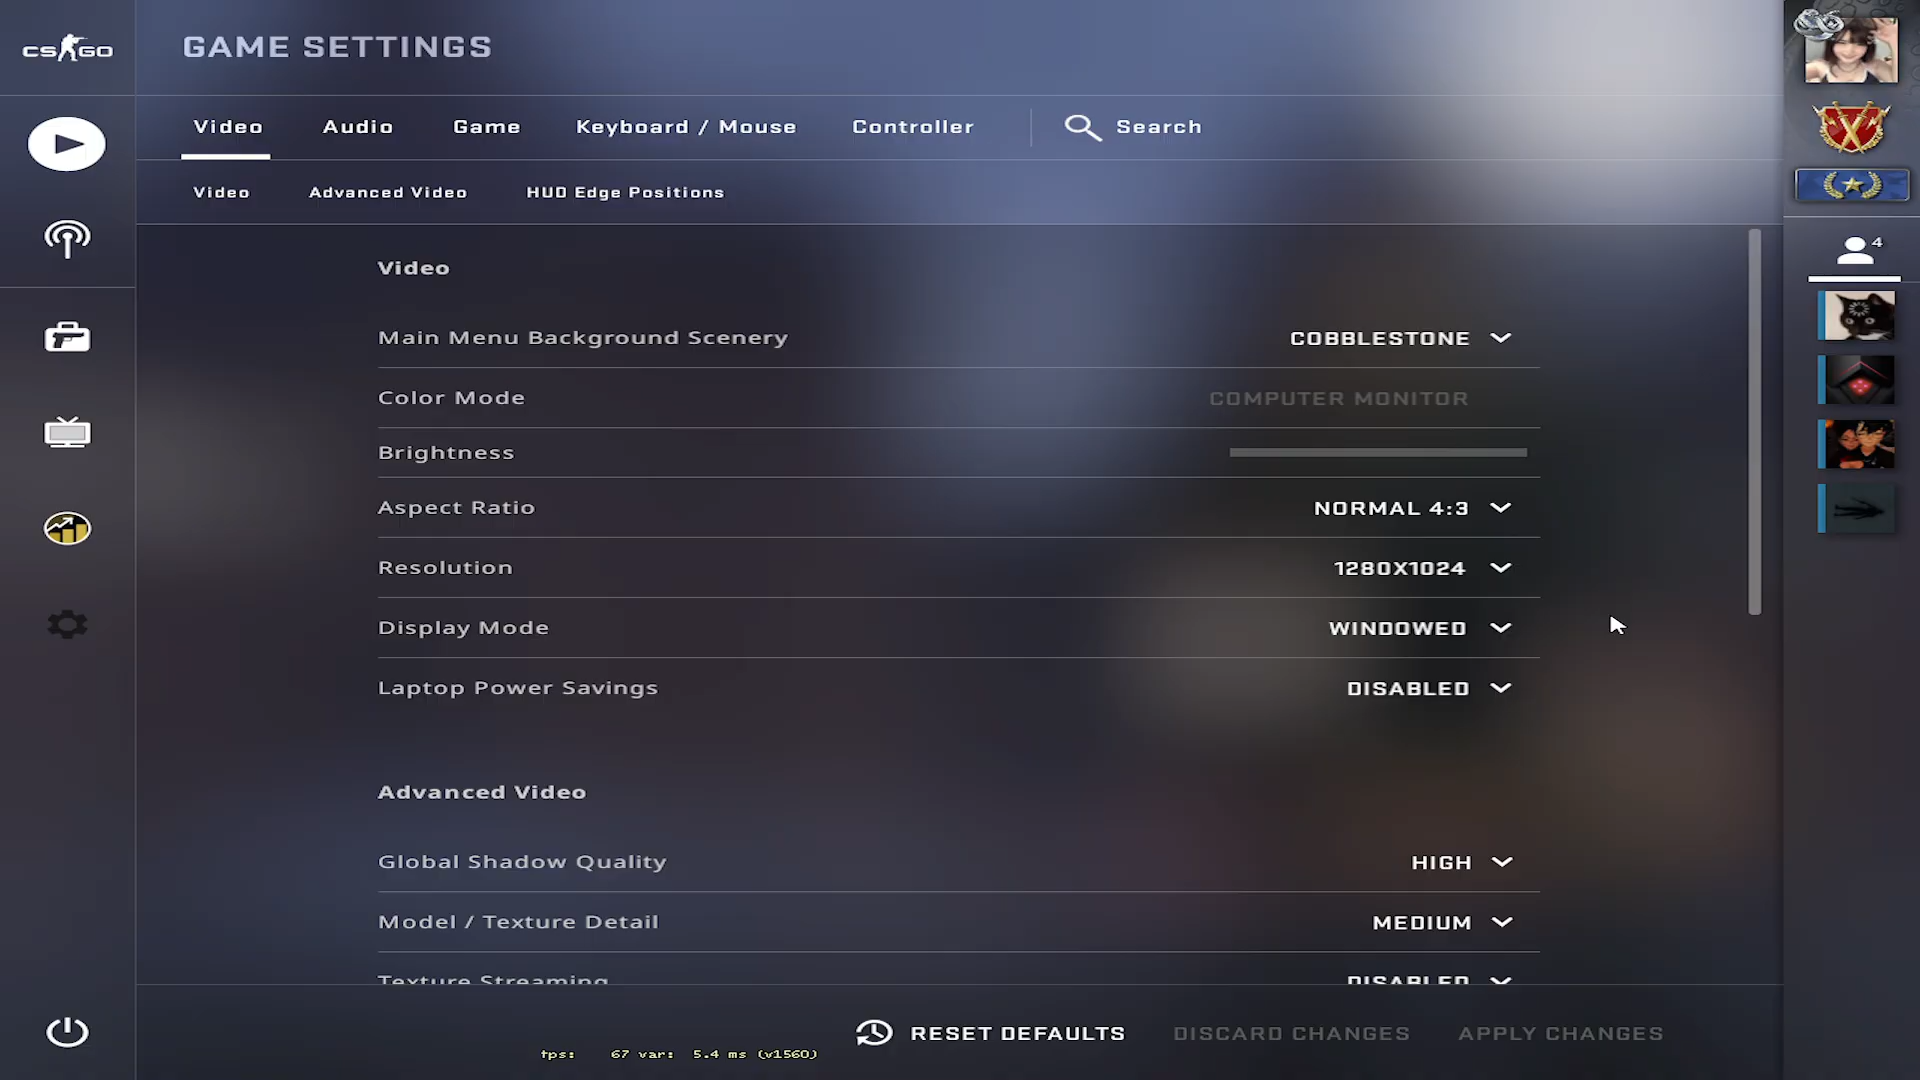 CS GO
GAME SETTINGS
Video Audio Game Keyboard / Mouse Controller Search
Video Advanced Video HUD Edge Positions
4
Video
Main Menu Background Scenery COBBLESTONE
Color Mode COMPUTER MONITOR
Brightness
Aspect Ratio NORMAL 4:3
Resolution 1280X1024
Display Mode WINDOWED
Laptop Power Savings DISABLED
Advanced Video
Global Shadow Quality HIGH
Model / Texture Detail MEDIUM
Texture Streaming DISABLED
RESET DEFAULTS DISCARD CHANGES APPLY CHANGES
fps: 67 var: 5.4 ms (v1560)